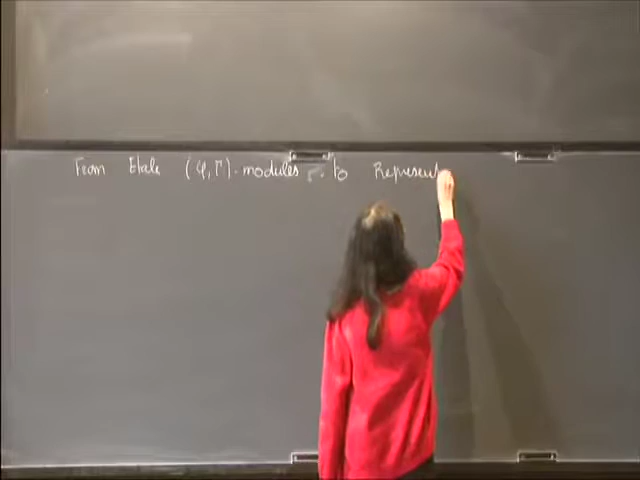 From Etale (φ,Γ)-modules to Represent